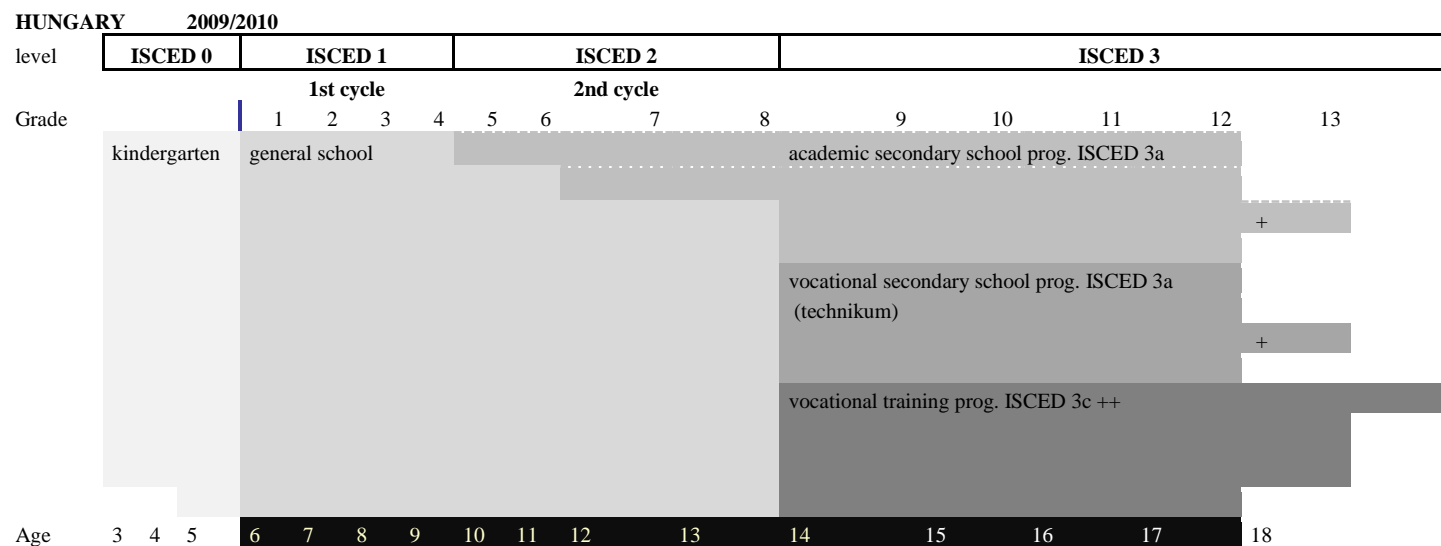 HUNGARY 2009/2010
level ISCED 0 ISCED 1 ISCED 2 ISCED 3
1st cycle 2nd cycle
Grade 1 2 3 4 5 6 7 8 9 10 11 12 13
kindergarten general school academic secondary school prog. ISCED 3a
+
vocational secondary school prog. ISCED 3a
(technikum)
+
vocational training prog. ISCED 3c ++
Age 3 4 5 6 7 8 9 10 11 12 13 14 15 16 17 18